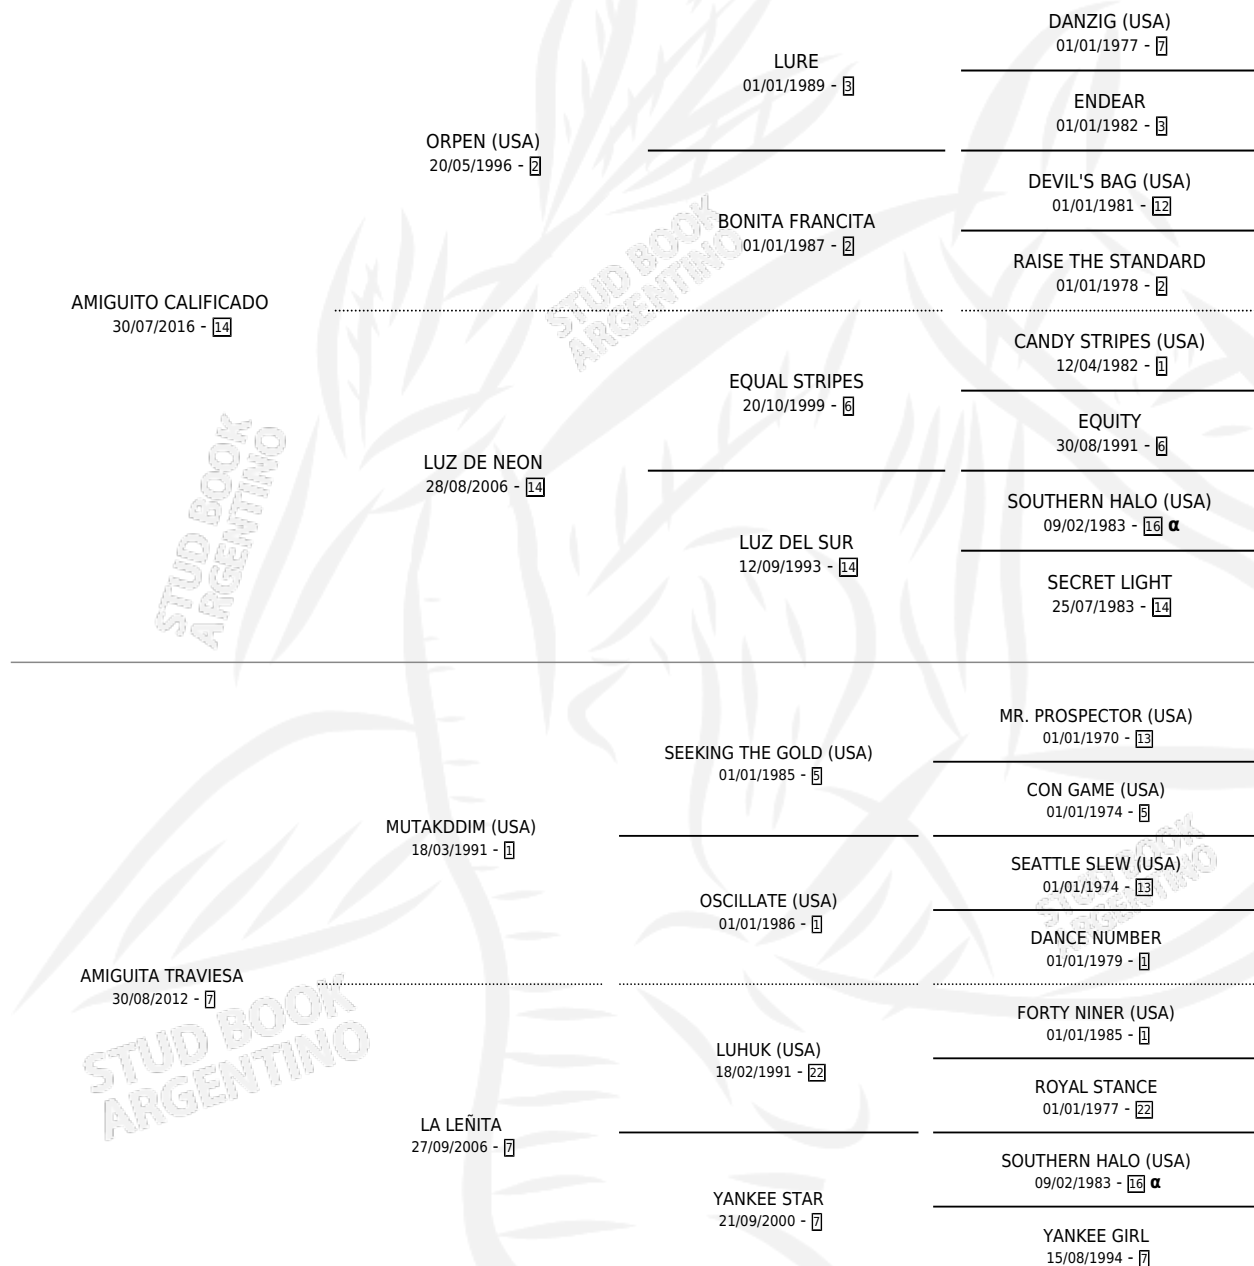 DANZIG (USA)
01/01/1977 - 7
LURE
01/01/1989 - 3
ENDEAR
01/01/1982 - 3
ORPEN (USA)
20/05/1996 - 2
DEVIL'S BAG (USA)
01/01/1981 - 12
BONITA FRANCITA
01/01/1987 - 2
RAISE THE STANDARD
01/01/1978 - 2
AMIGUITO CALIFICADO
30/07/2016 - 14
CANDY STRIPES (USA)
12/04/1982 - 1
EQUAL STRIPES
20/10/1999 - 6
EQUITY
30/08/1991 - 6
LUZ DE NEON
28/08/2006 - 14
SOUTHERN HALO (USA)
09/02/1983 - 16 α
LUZ DEL SUR
12/09/1993 - 14
SECRET LIGHT
25/07/1983 - 14
STUD BOOK
ARGENTINO
STUD BOOK
ARGENTINO
MR. PROSPECTOR (USA)
01/01/1970 - 13
SEEKING THE GOLD (USA)
01/01/1985 - 5
CON GAME (USA)
01/01/1974 - 5
MUTAKDDIM (USA)
18/03/1991 - 1
SEATTLE SLEW (USA)
01/01/1974 - 13
OSCILLATE (USA)
01/01/1986 - 1
DANCE NUMBER
01/01/1979 - 1
AMIGUITA TRAVIESA
30/08/2012 - 7
FORTY NINER (USA)
01/01/1985 - 1
LUHUK (USA)
18/02/1991 - 22
ROYAL STANCE
01/01/1977 - 22
LA LEÑITA
27/09/2006 - 7
SOUTHERN HALO (USA)
09/02/1983 - 16 α
YANKEE STAR
21/09/2000 - 7
YANKEE GIRL
15/08/1994 - 7
STUD BOOK
ARGENTINO
STUD BOOK
ARGENTINO